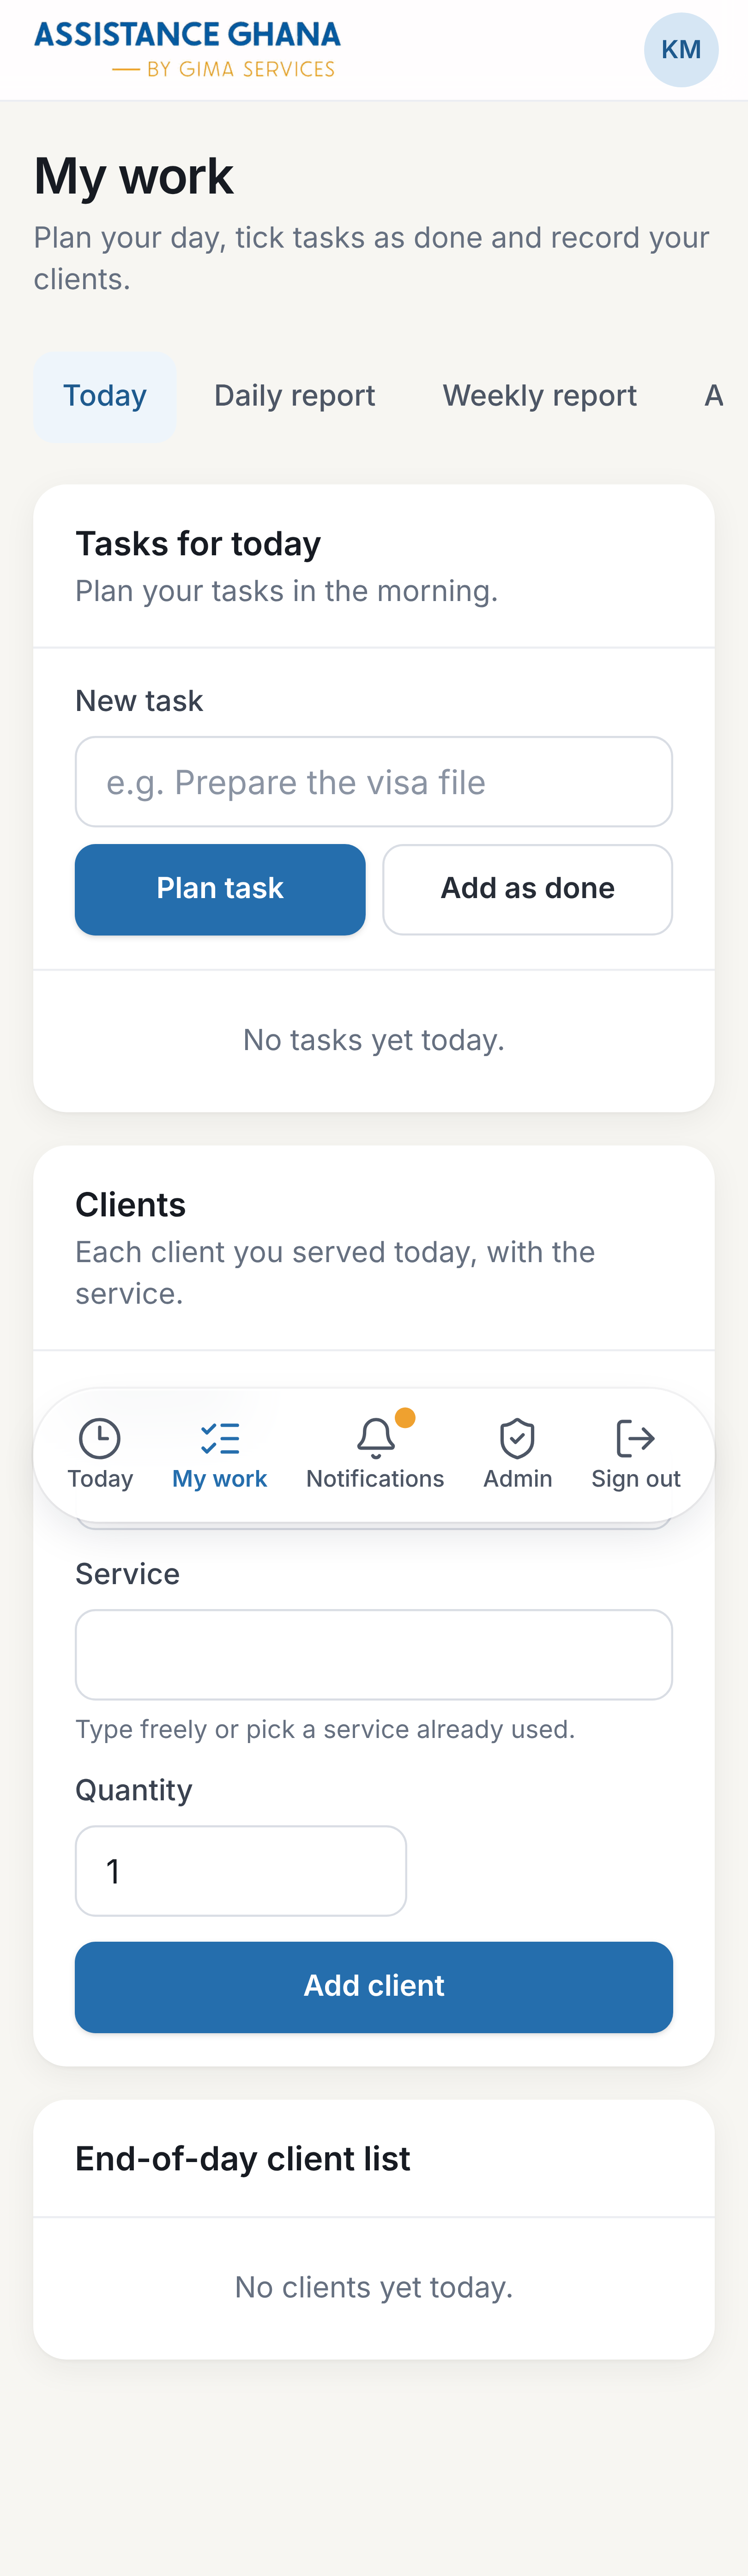 ASSISTANCE GHANA
BY GIMA SERVICES
KM
My work
Plan your day, tick tasks as done and record your
clients.
Today
Daily report
Weekly report
A
Tasks for today
Plan your tasks in the morning.
New task
e.g. Prepare the visa file
Plan task
Add as done
No tasks yet today.
Clients
Each client you served today, with the
service.
Today
My work
Notifications
Admin
Sign out
Service
Type freely or pick a service already used.
Quantity
1
Add client
End-of-day client list
No clients yet today.